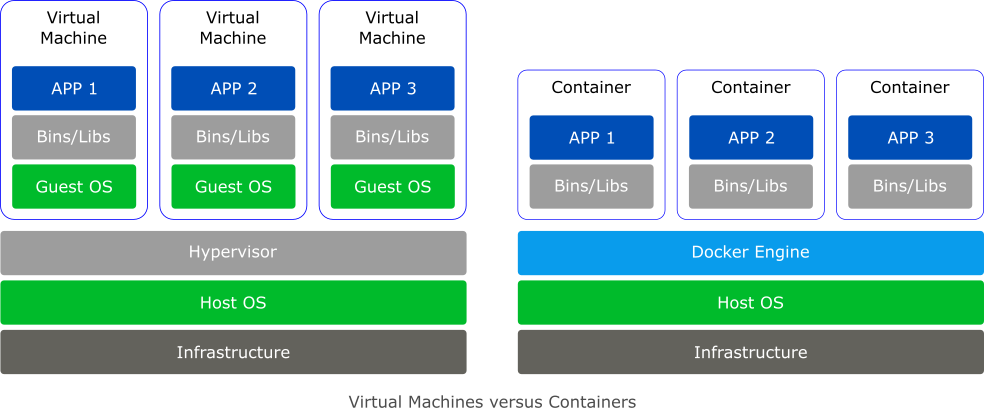 Virtual
Machine
APP 1
Bins/Libs
Guest OS
Virtual
Machine
APP 2
Bins/Libs
Guest OS
Virtual
Machine
APP 3
Bins/Libs
Guest OS
Hypervisor
Host OS
Infrastructure
Container
APP 1
Bins/Libs
Container
APP 2
Bins/Libs
Container
APP 3
Bins/Libs
Docker Engine
Host OS
Infrastructure
Virtual Machines versus Containers